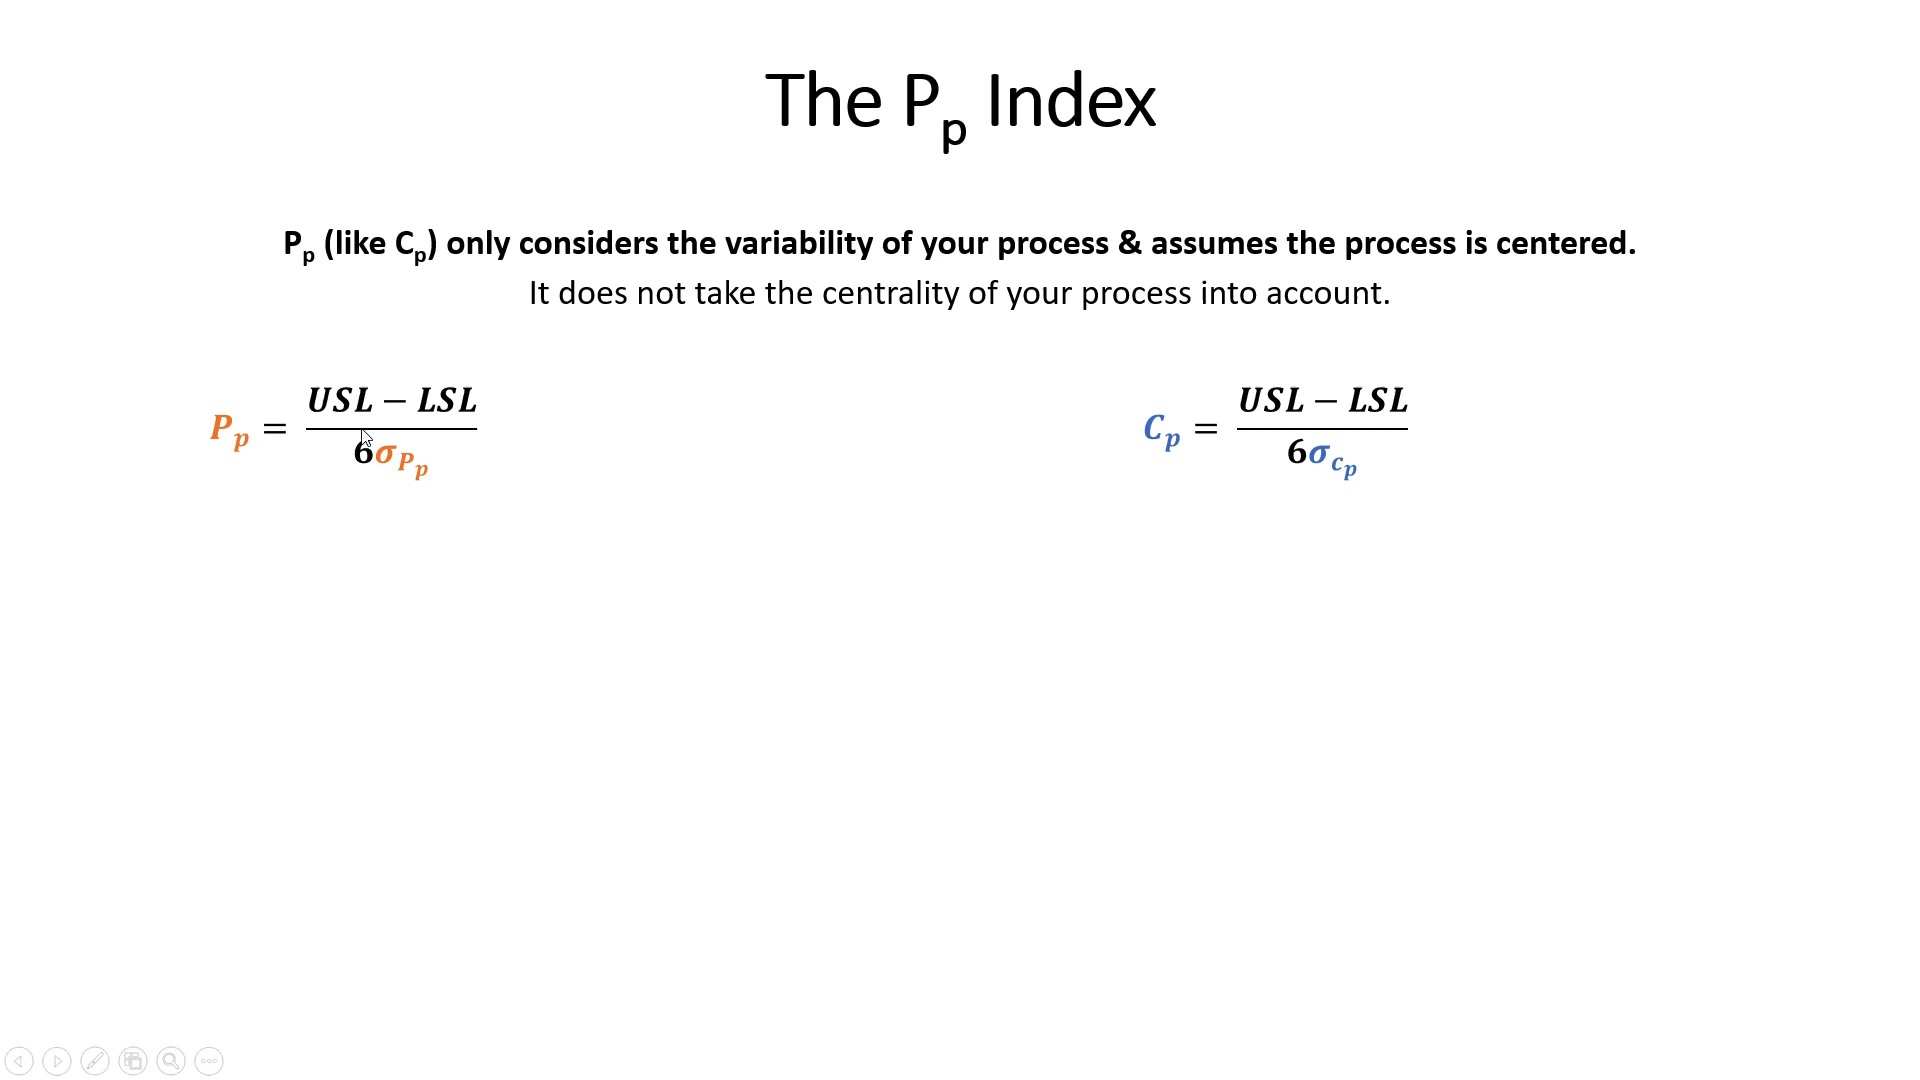 The Pp Index
Pp (like Cp) only considers the variability of your process & assumes the process is centered.
It does not take the centrality of your process into account.
Pp = USL − LSL / 6σPp
Cp = USL − LSL / 6σcp